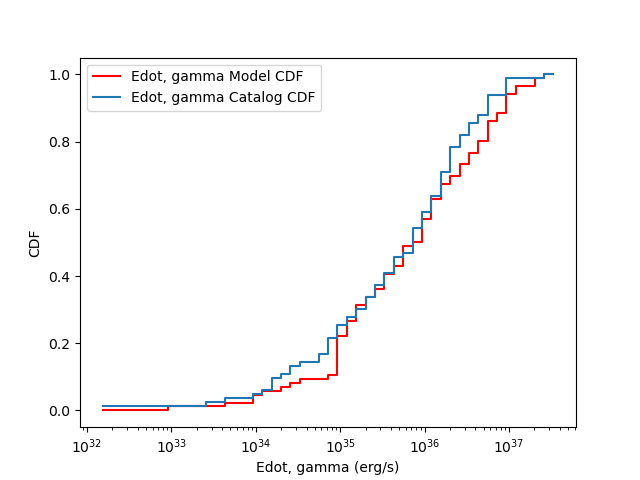 Edot, gamma Model CDF
Edot, gamma Catalog CDF
1.0
0.8
0.6
0.4
0.2
0.0
CDF
10^32 10^33 10^34 10^35 10^36 10^37
Edot, gamma (erg/s)